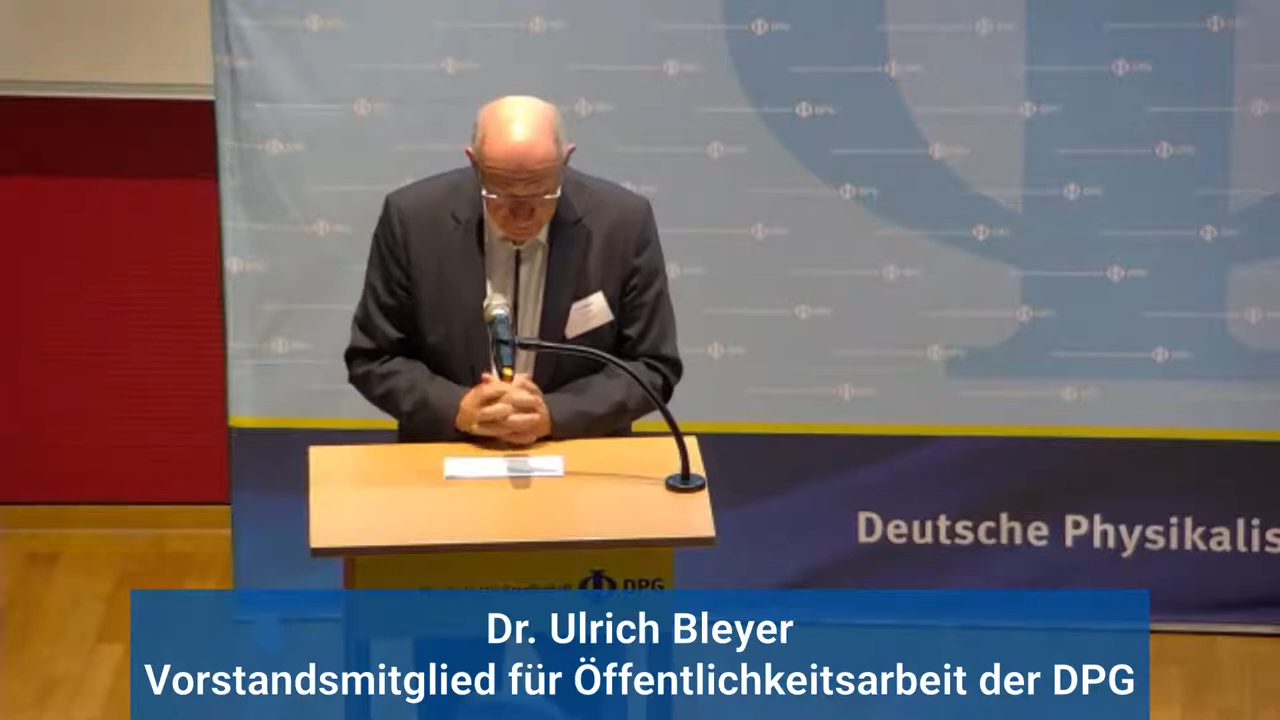 Deutsche Physikalis
DPG
Dr. Ulrich Bleyer
Vorstandsmitglied für Öffentlichkeitsarbeit der DPG